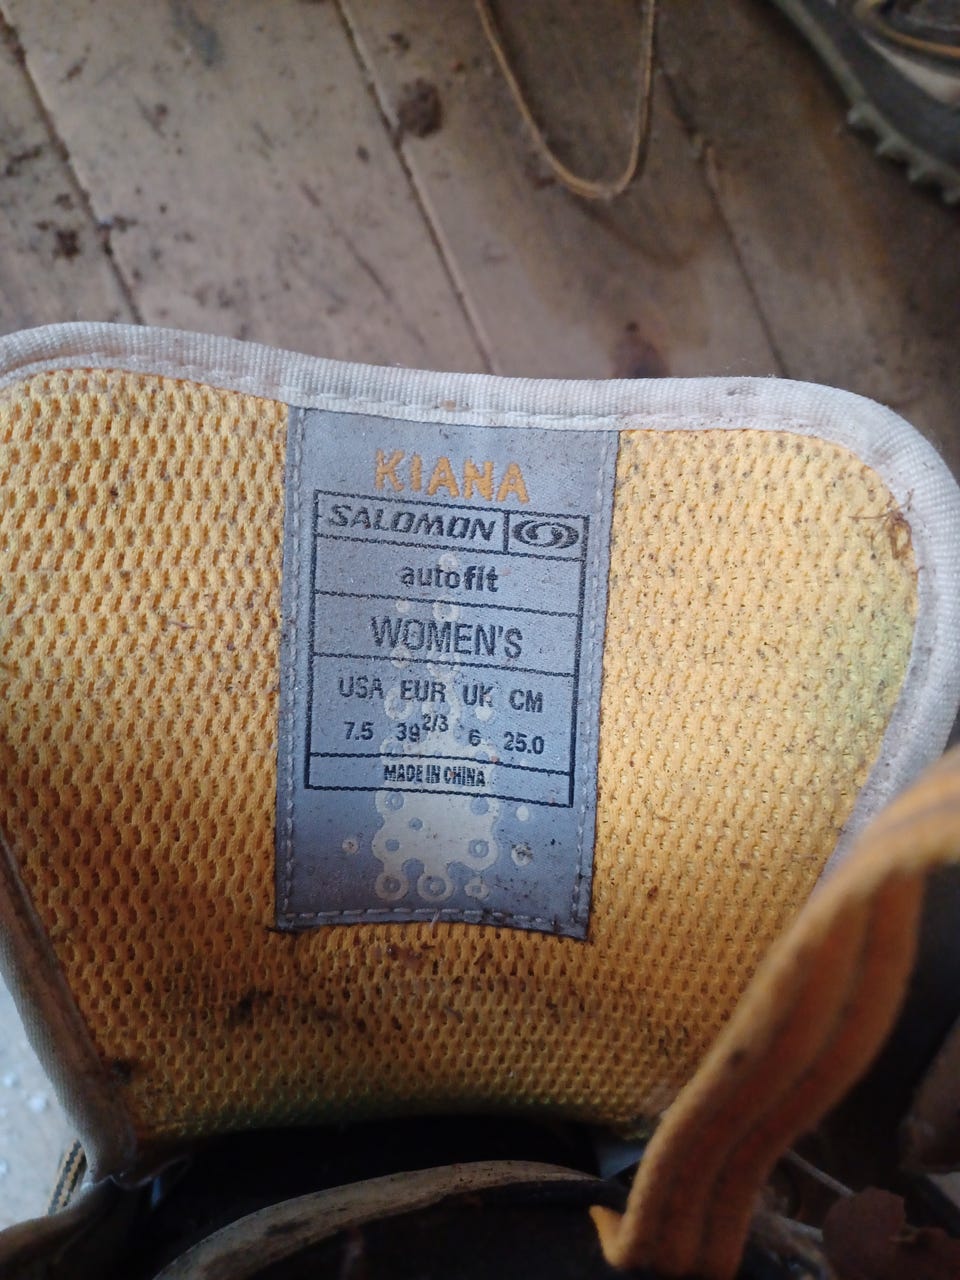 KIANA
SALOMON
autofit
WOMEN'S
USA EUR UK CM
7.5 39 2/3 6 25.0
MADE IN CHINA